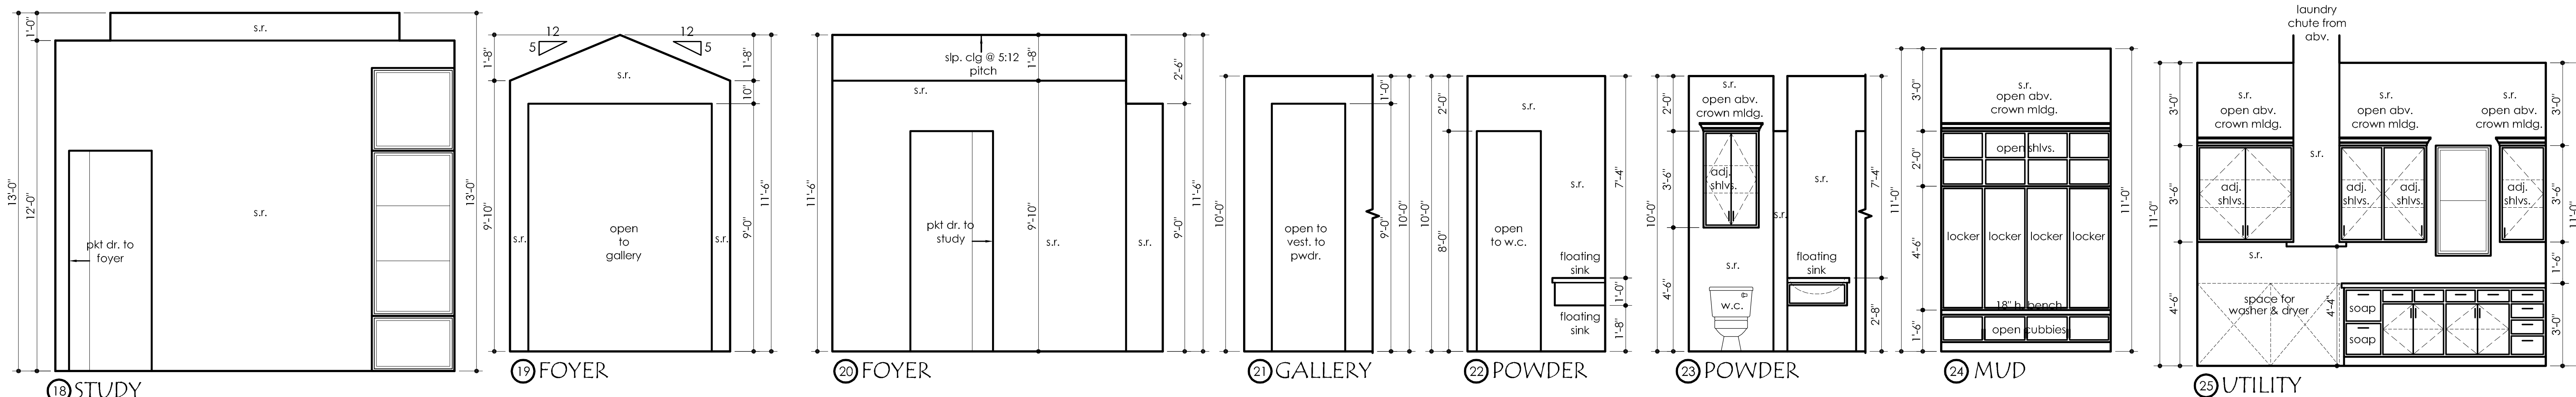 s.r.
1'-0"
13'-0"
12'-0"
13'-0"
s.r.
pkt dr. to
foyer
18 STUDY
12
5
12
5
1'-8"
9'-10"
s.r.
s.r.
open
to
gallery
s.r.
1'-8"
10"
9'-0"
11'-6"
19 FOYER
11'-6"
slp. clg @ 5:12
pitch
1'-8"
s.r.
pkt dr. to
study
9'-10"
s.r.
s.r.
2'-6"
9'-0"
11'-6"
20 FOYER
10'-0"
open to
vest. to
pwdr.
1'-0"
9'-0"
10'-0"
21 GALLERY
10'-0"
2'-0"
8'-0"
s.r.
open
to w.c.
s.r.
floating
sink
floating
sink
7'-4"
1'-0"
1'-8"
22 POWDER
10'-0"
2'-0"
3'-6"
4'-6"
s.r.
open abv.
crown mldg.
adj.
shlvs.
s.r.
s.r.
w.c.
s.r.
floating
sink
7'-4"
2'-8"
23 POWDER
11'-0"
3'-0"
2'-0"
4'-6"
1'-6"
s.r.
open abv.
crown mldg.
open shlvs.
locker
locker
locker
locker
18" h. bench
open cubbies
11'-0"
24 MUD
laundry
chute from
abv.
11'-0"
3'-0"
3'-6"
4'-6"
s.r.
open abv.
crown mldg.
s.r.
open abv.
crown mldg.
s.r.
open abv.
crown mldg.
s.r.
adj.
shlvs.
adj.
shlvs.
adj.
shlvs.
adj.
shlvs.
s.r.
space for
washer & dryer
4'-4"
soap
soap
3'-0"
3'-6"
1'-6"
3'-0"
11'-0"
25 UTILITY